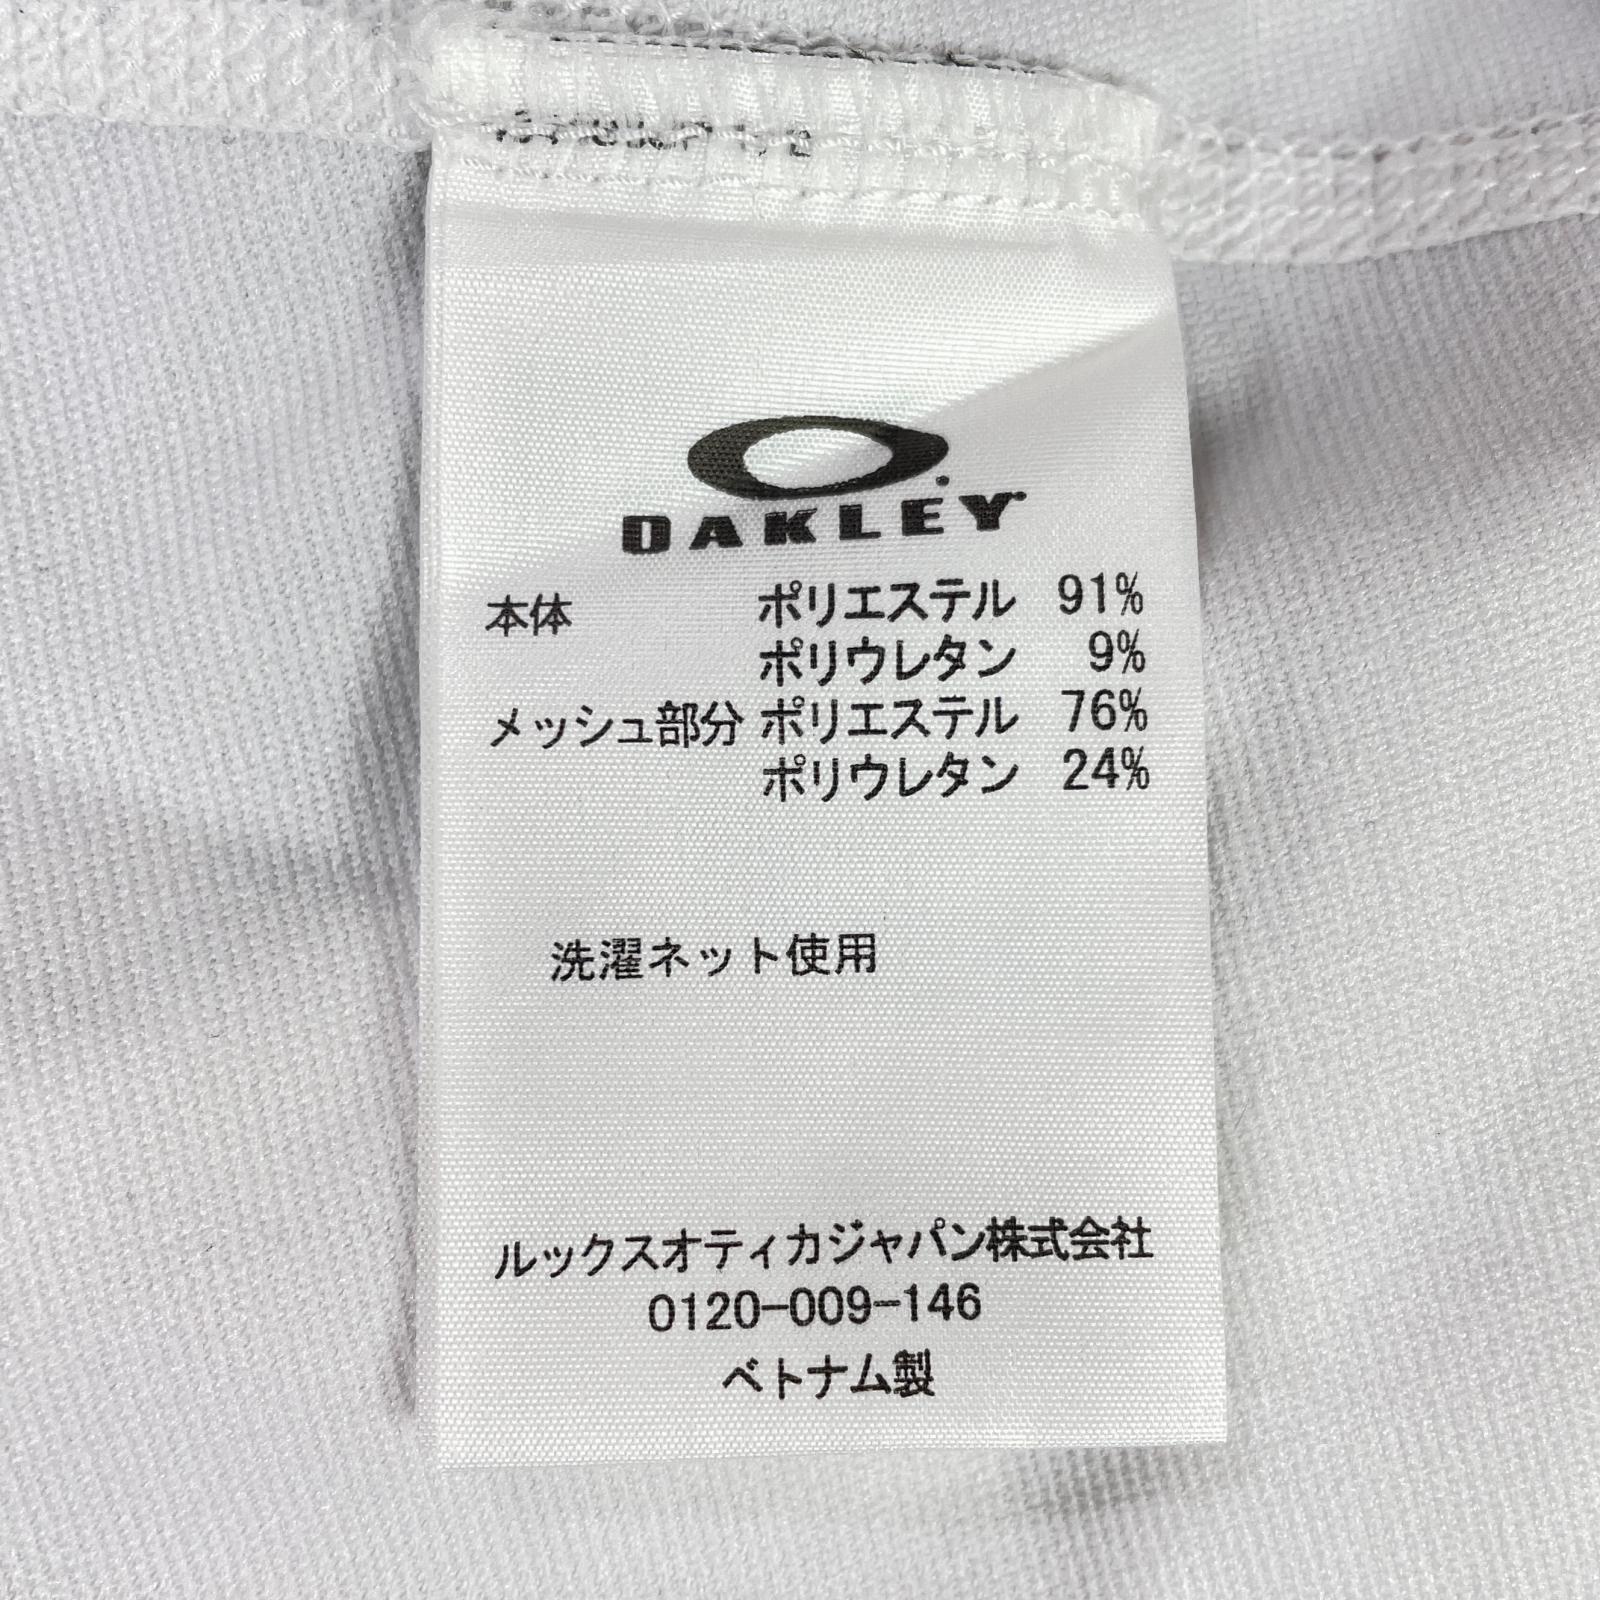 OAKLEY
本体 ポリエステル 91%
ポリウレタン 9%
メッシュ部分 ポリエステル 76%
ポリウレタン 24%
洗濯ネット使用
ルックスオティカジャパン株式会社
0120-009-146
ベトナム製